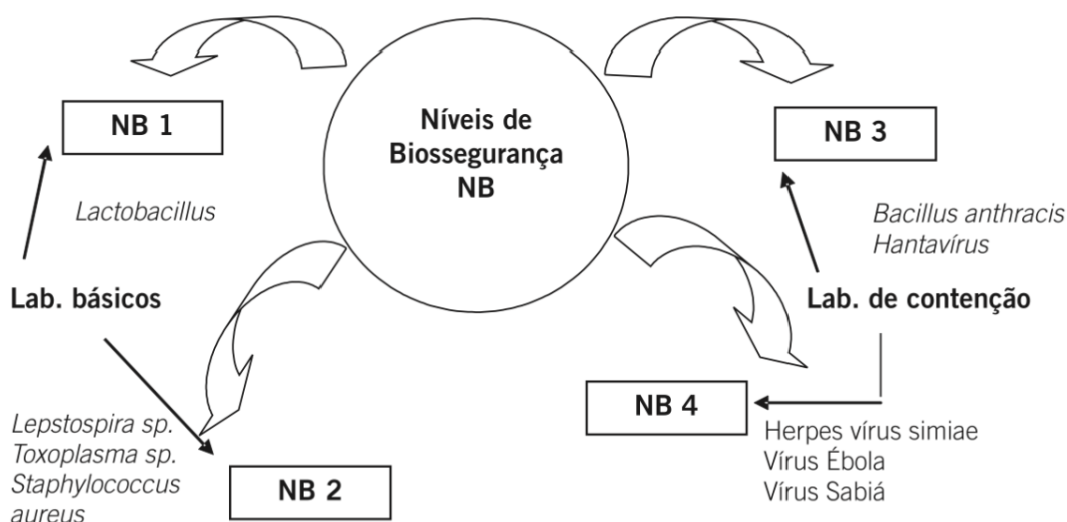 Níveis de
Biossegurança
NB
NB 1
Lactobacillus
Lab. básicos
Lepstospira sp.
Toxoplasma sp.
Staphylococcus
aureus
NB 2
NB 3
Bacillus anthracis
Hantavírus
Lab. de contenção
NB 4
Herpes vírus simiae
Vírus Ébola
Vírus Sabiá